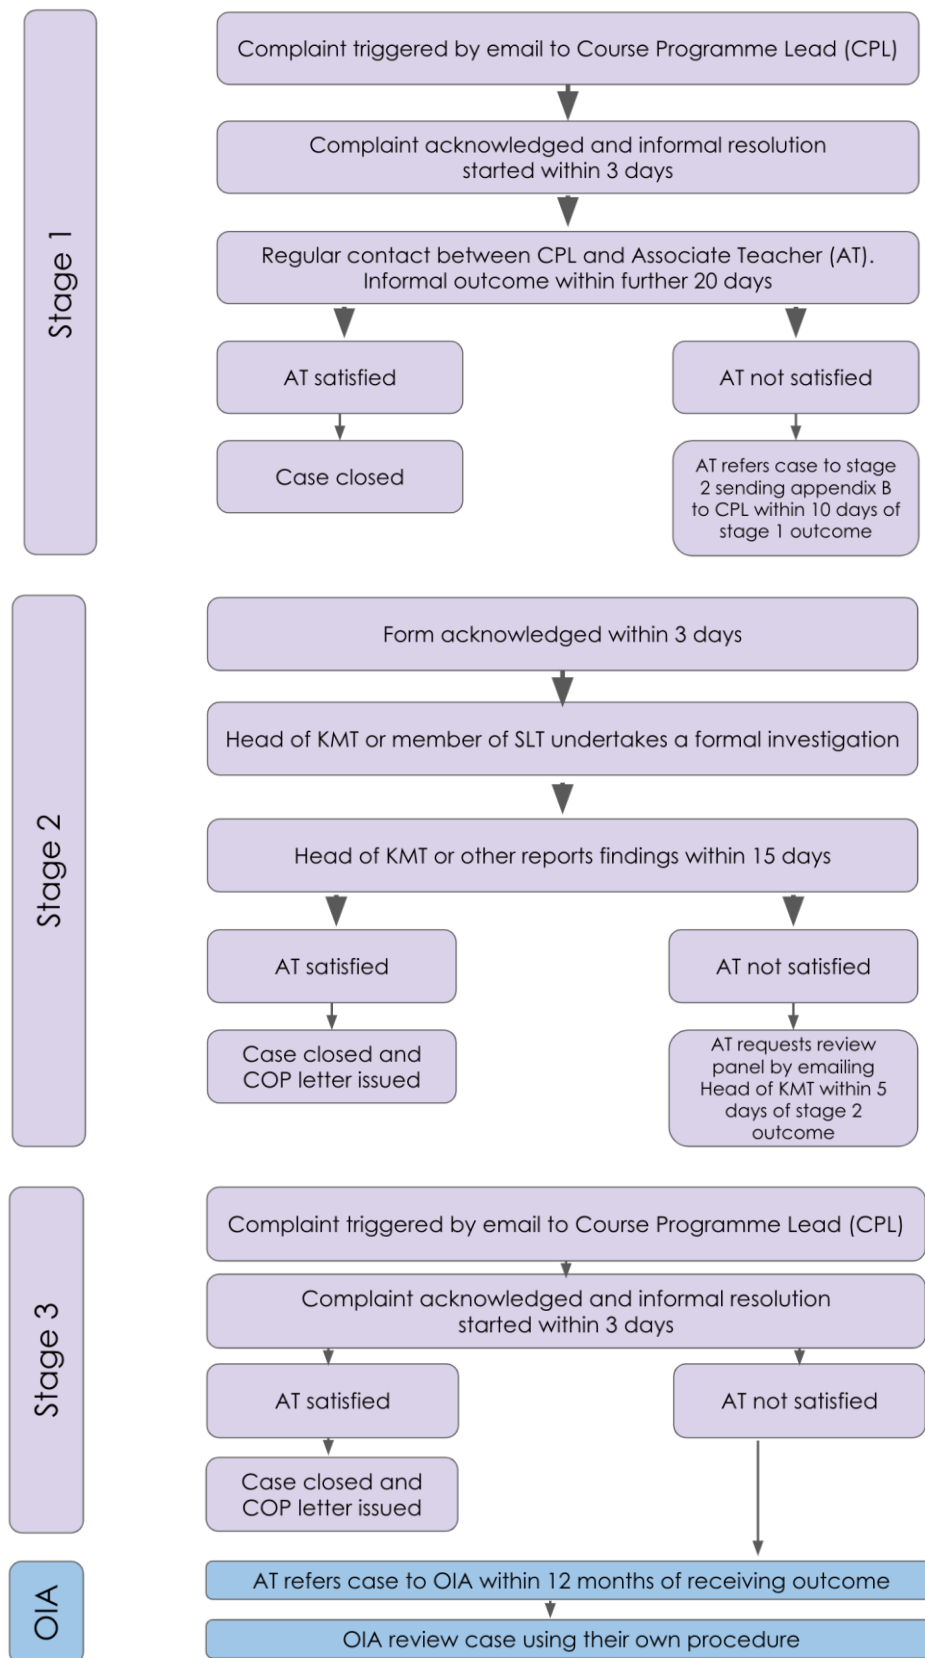 Stage 1
Complaint triggered by email to Course Programme Lead (CPL)
Complaint acknowledged and informal resolution
started within 3 days
Regular contact between CPL and Associate Teacher (AT).
Informal outcome within further 20 days
AT satisfied
AT not satisfied
Case closed
AT refers case to stage
2 sending appendix B
to CPL within 10 days of
stage 1 outcome
Stage 2
Form acknowledged within 3 days
Head of KMT or member of SLT undertakes a formal investigation
Head of KMT or other reports findings within 15 days
AT satisfied
AT not satisfied
Case closed and
COP letter issued
AT requests review
panel by emailing
Head of KMT within 5
days of stage 2
outcome
Stage 3
Complaint triggered by email to Course Programme Lead (CPL)
Complaint acknowledged and informal resolution
started within 3 days
AT satisfied
AT not satisfied
Case closed and
COP letter issued
OIA
AT refers case to OIA within 12 months of receiving outcome
OIA review case using their own procedure